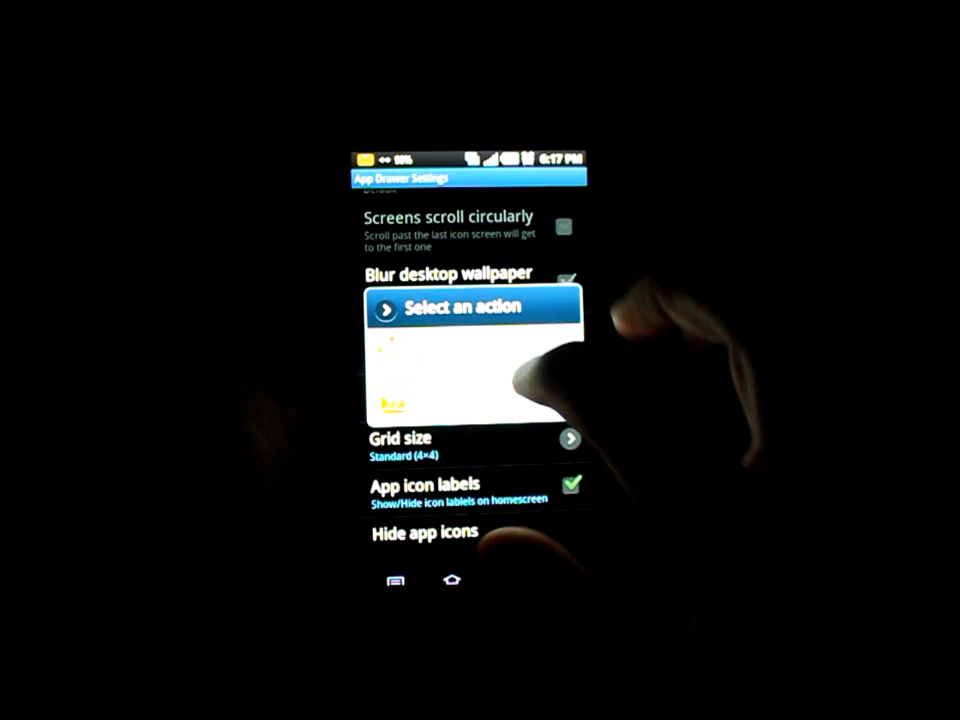 6:17 PM
App Drawer Settings
Default
Screens scroll circularly
Scroll past the last icon screen will get
to the first one
Blur desktop wallpaper
Select an action
Grid size
Standard (4×4)
App icon labels
Show/Hide icon lablels on homescreen
Hide app icons